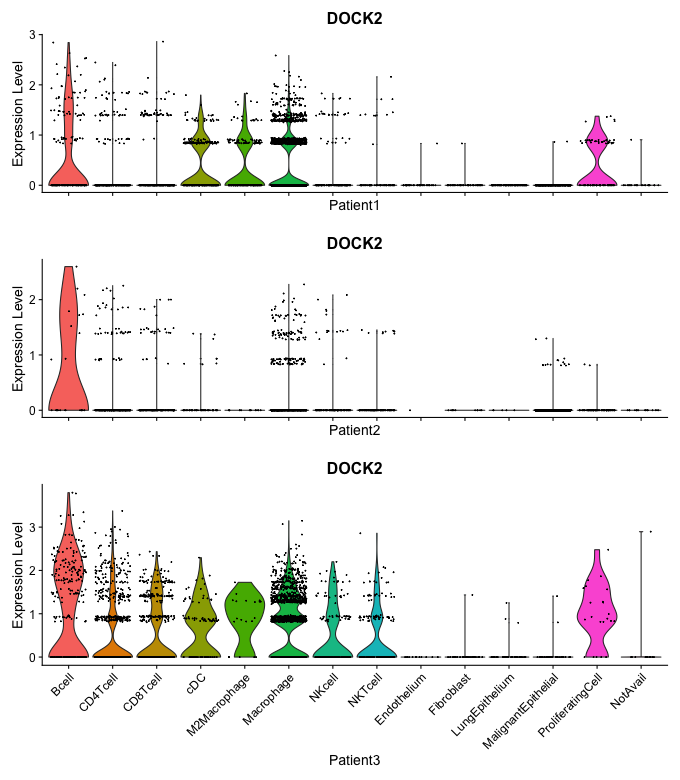 DOCK2
Expression Level
3
2
1
0
Patient1
DOCK2
Expression Level
2
1
0
Patient2
DOCK2
Expression Level
3
2
1
0
Bcell
CD4Tcell
CD8Tcell
cDC
M2Macrophage
Macrophage
NKcell
NKTcell
Endothelium
Fibroblast
LungEpithelium
MalignantEpithelial
ProliferatingCell
NotAvail
Patient3